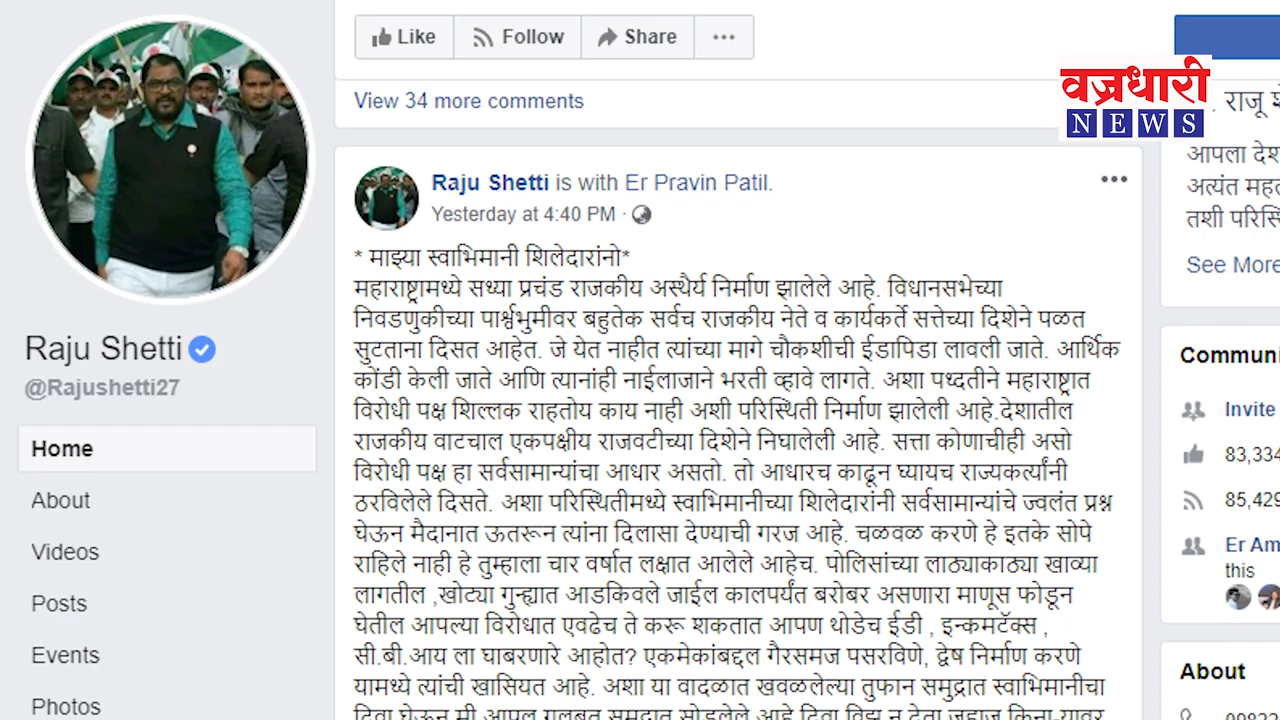 Like Follow Share
वज्रधारी
NEWS
View 34 more comments
राजू
आपला देश
अत्यंत
तशी
See More
Raju Shetti is with Er Pravin Patil.
Yesterday at 4:40 PM
* माझ्या स्वाभिमानी शिलेदारांनो*
महाराष्ट्रामध्ये सध्या प्रचंड राजकीय अस्थैर्य निर्माण झालेले आहे. विधानसभेच्या
निवडणुकीच्या पार्श्वभुमीवर बहुतेक सर्वच राजकीय नेते व कार्यकर्ते सत्तेच्या दिशेने पळत
सुटताना दिसत आहेत. जे येत नाहीत त्यांच्या मागे चौकशीची ईडापिडा लावली जाते. आर्थिक
कोंडी केली जाते आणि त्यानांही नाईलाजाने भरती व्हावे लागते. अशा पध्दतीने महाराष्ट्रात
विरोधी पक्ष शिल्लक राहतोय काय नाही अशी परिस्थिती निर्माण झालेली आहे.देशातील
राजकीय वाटचाल एकपक्षीय राजवटीच्या दिशेने निघालेली आहे. सत्ता कोणाचीही असो
विरोधी पक्ष हा सर्वसामान्यांचा आधार असतो. तो आधारच काढून घ्यायच राज्यकर्त्यांनी
ठरविलेले दिसते. अशा परिस्थितीमध्ये स्वाभिमानीच्या शिलेदारांनी सर्वसामान्यांचे ज्वलंत प्रश्न
घेऊन मैदानात ऊतरून त्यांना दिलासा देण्याची गरज आहे. चळवळ करणे हे इतके सोपे
राहिले नाही हे तुम्हाला चार वर्षात लक्षात आलेले आहेच. पोलिसांच्या लाठ्याकाठ्या खाव्या
लागतील ,खोट्या गुन्ह्यात आडकिवले जाईल कालपर्यंत बरोबर असणारा माणूस फोडून
घेतील आपल्या विरोधात एवढेच ते करू शकतात आपण थोडेच ईडी , इन्कमटॅक्स ,
सी.बी.आय ला घाबरणारे आहोत? एकमेकांबद्दल गैरसमज पसरविणे, द्वेष निर्माण करणे
यामध्ये त्यांची खासियत आहे. अशा या वादळात खवळलेल्या तुफान समुद्रात स्वाभिमानीचा
दिवा घेऊन मी आपल गलबत समुद्रात सोडलेले आहे दिवा विझू न देता जहाज किना-यावर
Raju Shetti
@Rajushetti27
Home
About
Videos
Posts
Events
Photos
Invite
83,334
85,429
Er Am
this
About